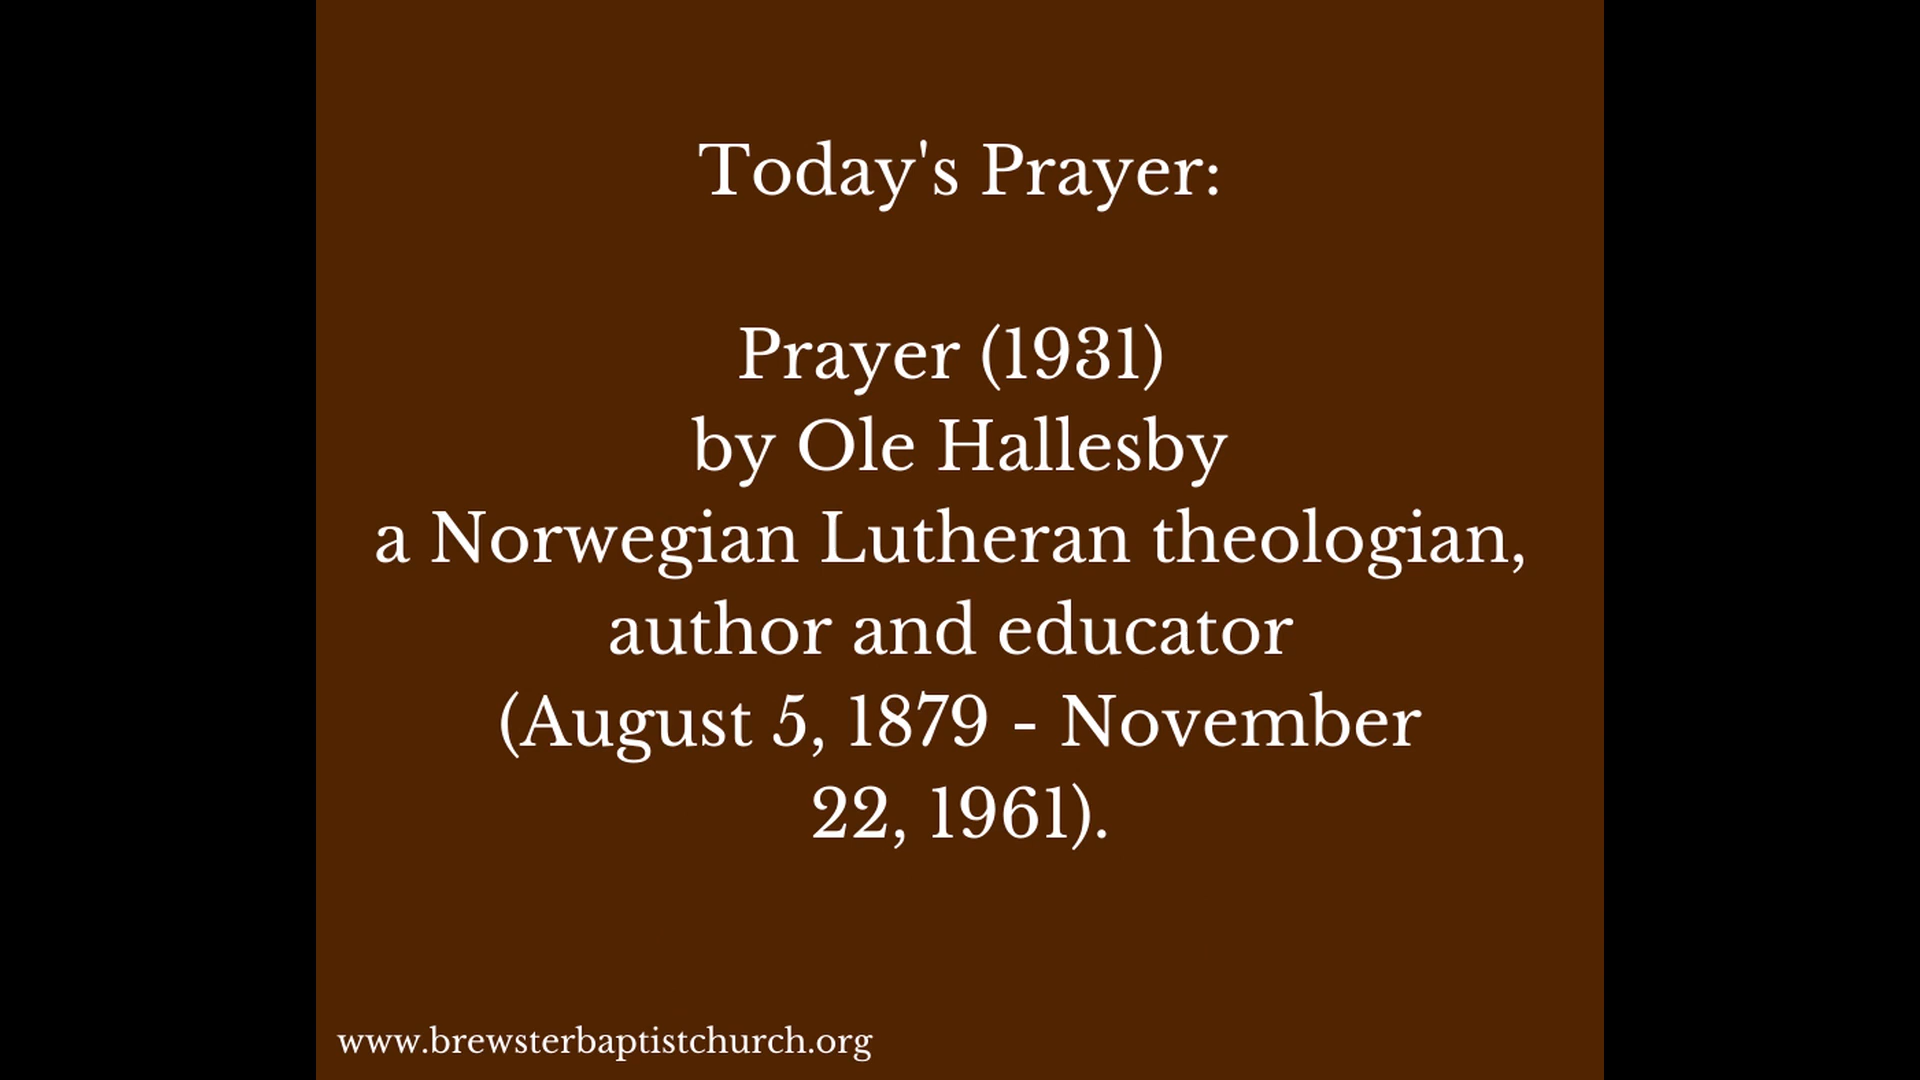 Today's Prayer:
Prayer (1931)
by Ole Hallesby
a Norwegian Lutheran theologian,
author and educator
(August 5, 1879 - November
22, 1961).
www.brewsterbaptistchurch.org